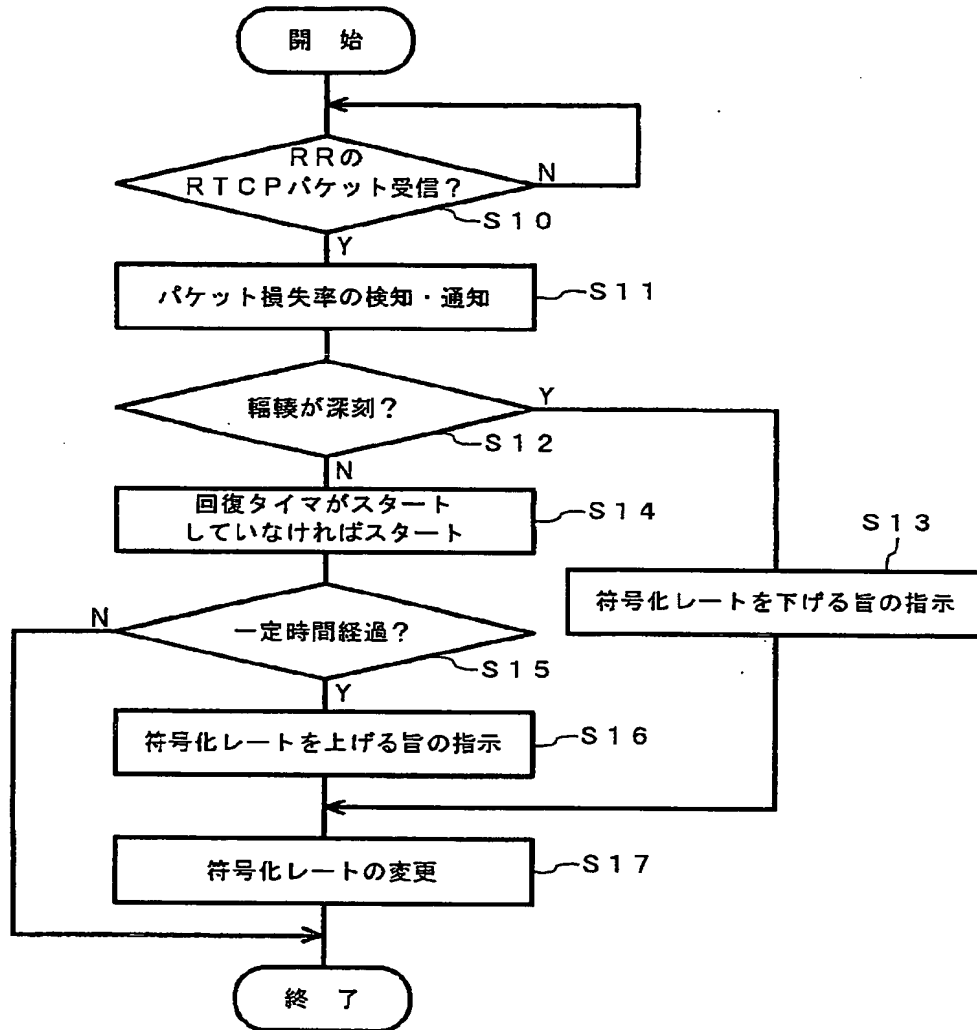 開 始
RRの
RTCPパケット受信?
N
S10
Y
パケット損失率の検知・通知
S11
輻輳が深刻?
Y
S12
N
回復タイマがスタート
していなければスタート
S14
S13
符号化レートを下げる旨の指示
N
一定時間経過?
S15
Y
符号化レートを上げる旨の指示
S16
符号化レートの変更
S17
終 了